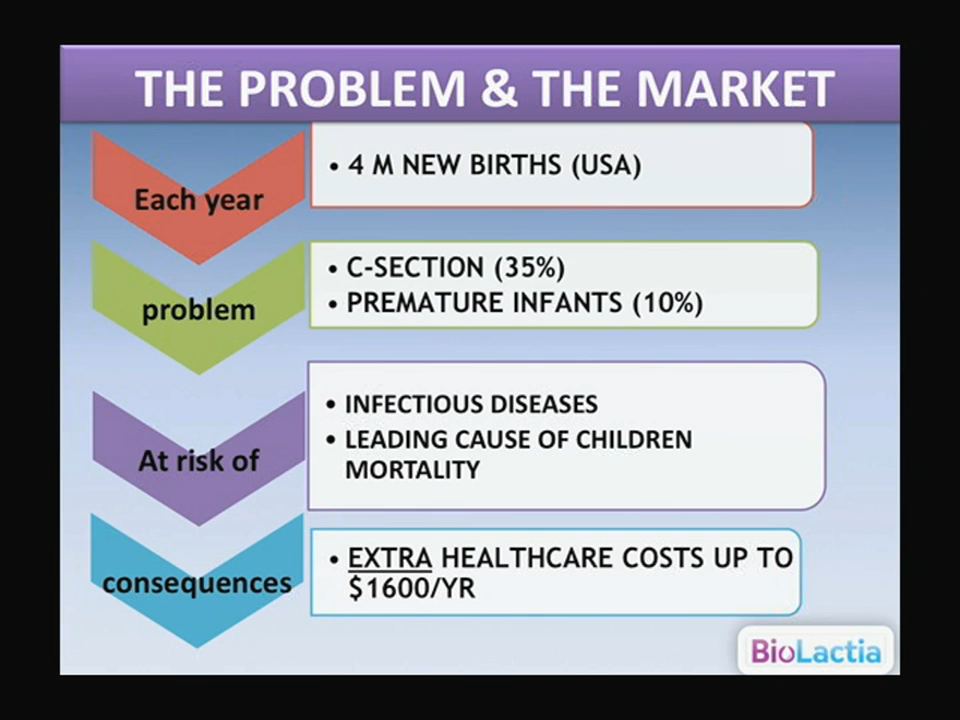 THE PROBLEM & THE MARKET
Each year
• 4 M NEW BIRTHS (USA)
problem
• C-SECTION (35%)
• PREMATURE INFANTS (10%)
At risk of
• INFECTIOUS DISEASES
• LEADING CAUSE OF CHILDREN
MORTALITY
consequences
• EXTRA HEALTHCARE COSTS UP TO
$1600/YR
BioLactia